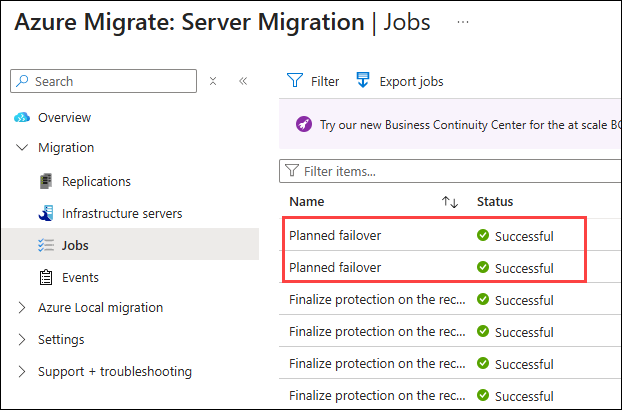 Azure Migrate: Server Migration | Jobs ...
Search
Filter
Export jobs
Overview
Migration
Replications
Infrastructure servers
Jobs
Events
Azure Local migration
Settings
Support + troubleshooting
Try our new Business Continuity Center for the at scale BC
Filter items...
Name Status
Planned failover Successful
Planned failover Successful
Finalize protection on the rec... Successful
Finalize protection on the rec... Successful
Finalize protection on the rec... Successful
Finalize protection on the rec... Successful